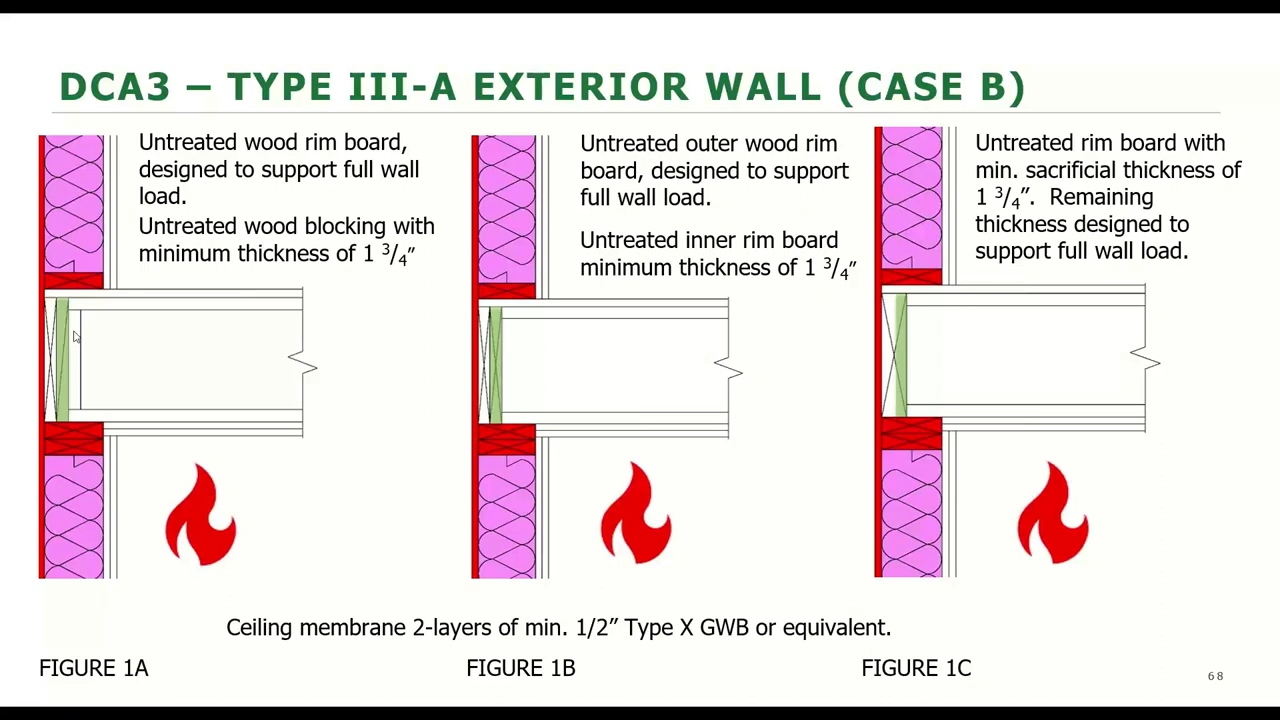 DCA3 – TYPE III-A EXTERIOR WALL (CASE B)
Untreated wood rim board,
designed to support full wall
load.
Untreated wood blocking with
minimum thickness of 1 3/4”
Untreated outer wood rim
board, designed to support
full wall load.
Untreated inner rim board
minimum thickness of 1 3/4”
Untreated rim board with
min. sacrificial thickness of
1 3/4”.  Remaining
thickness designed to
support full wall load.
Ceiling membrane 2-layers of min. 1/2” Type X GWB or equivalent.
FIGURE 1A
FIGURE 1B
FIGURE 1C
68